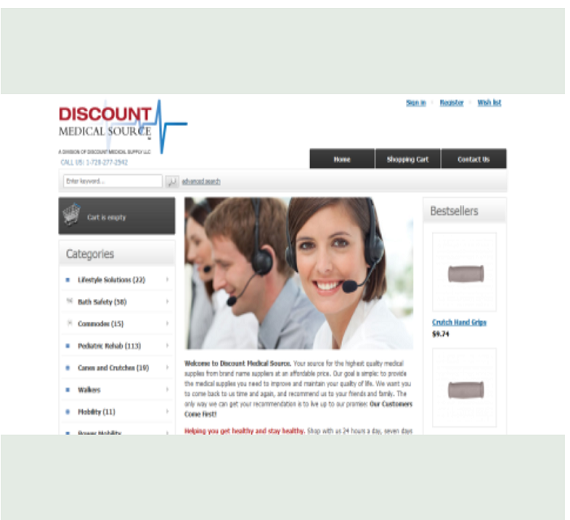 Sign in
Register
Wish list
DISCOUNT
MEDICAL SOURCE
A DIVISION OF DISCOUNT MEDICAL SUPPLY LLC
CALL US: 1-728-277-2942
Home
Shopping Cart
Contact Us
Enter keyword...
advanced search
Cart is empty
Categories
Lifestyle Solutions (22)
Bath Safety (58)
Commodes (15)
Pediatric Rehab (113)
Canes and Crutches (19)
Walkers
Mobility (11)
Power Mobility
Welcome to Discount Medical Source. Your source for the highest quality medical
supplies from brand name suppliers at an affordable price. Our goal is simple: to provide
the medical supplies you need to improve and maintain your quality of life. We want you
to come back to us time and again, and recommend us to your friends and family. The
only way we can get your recommendation is to live up to our promise: Our Customers
Come First!
Helping you get healthy and stay healthy. Shop with us 24 hours a day, seven days
Bestsellers
Crutch Hand Grips
$9.74